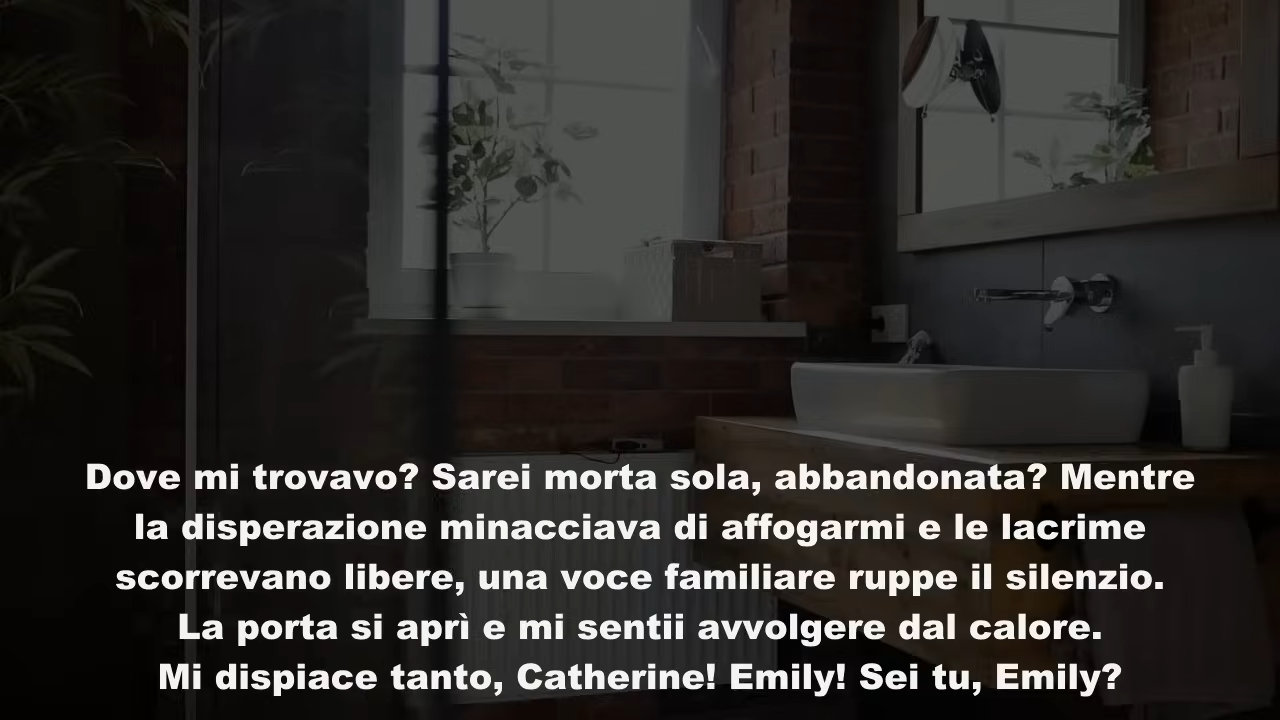 Dove mi trovavo? Sarei morta sola, abbandonata? Mentre
la disperazione minacciava di affogarmi e le lacrime
scorrevano libere, una voce familiare ruppe il silenzio.
La porta si aprì e mi sentii avvolgere dal calore.
Mi dispiace tanto, Catherine! Emily! Sei tu, Emily?